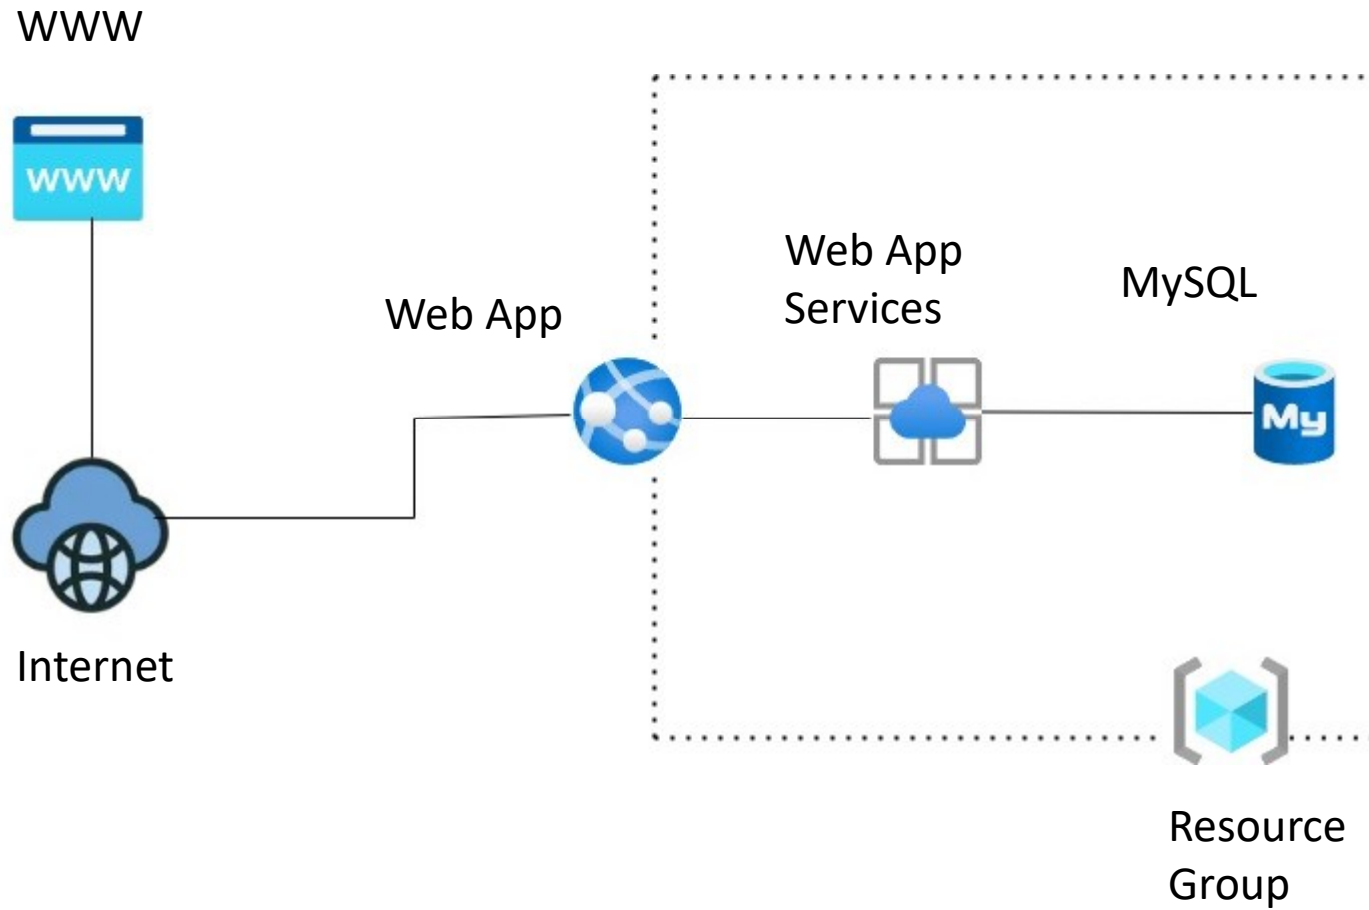 WWW
WWW
Web App
Services
MySQL
Web App
My
Internet
Resource
Group